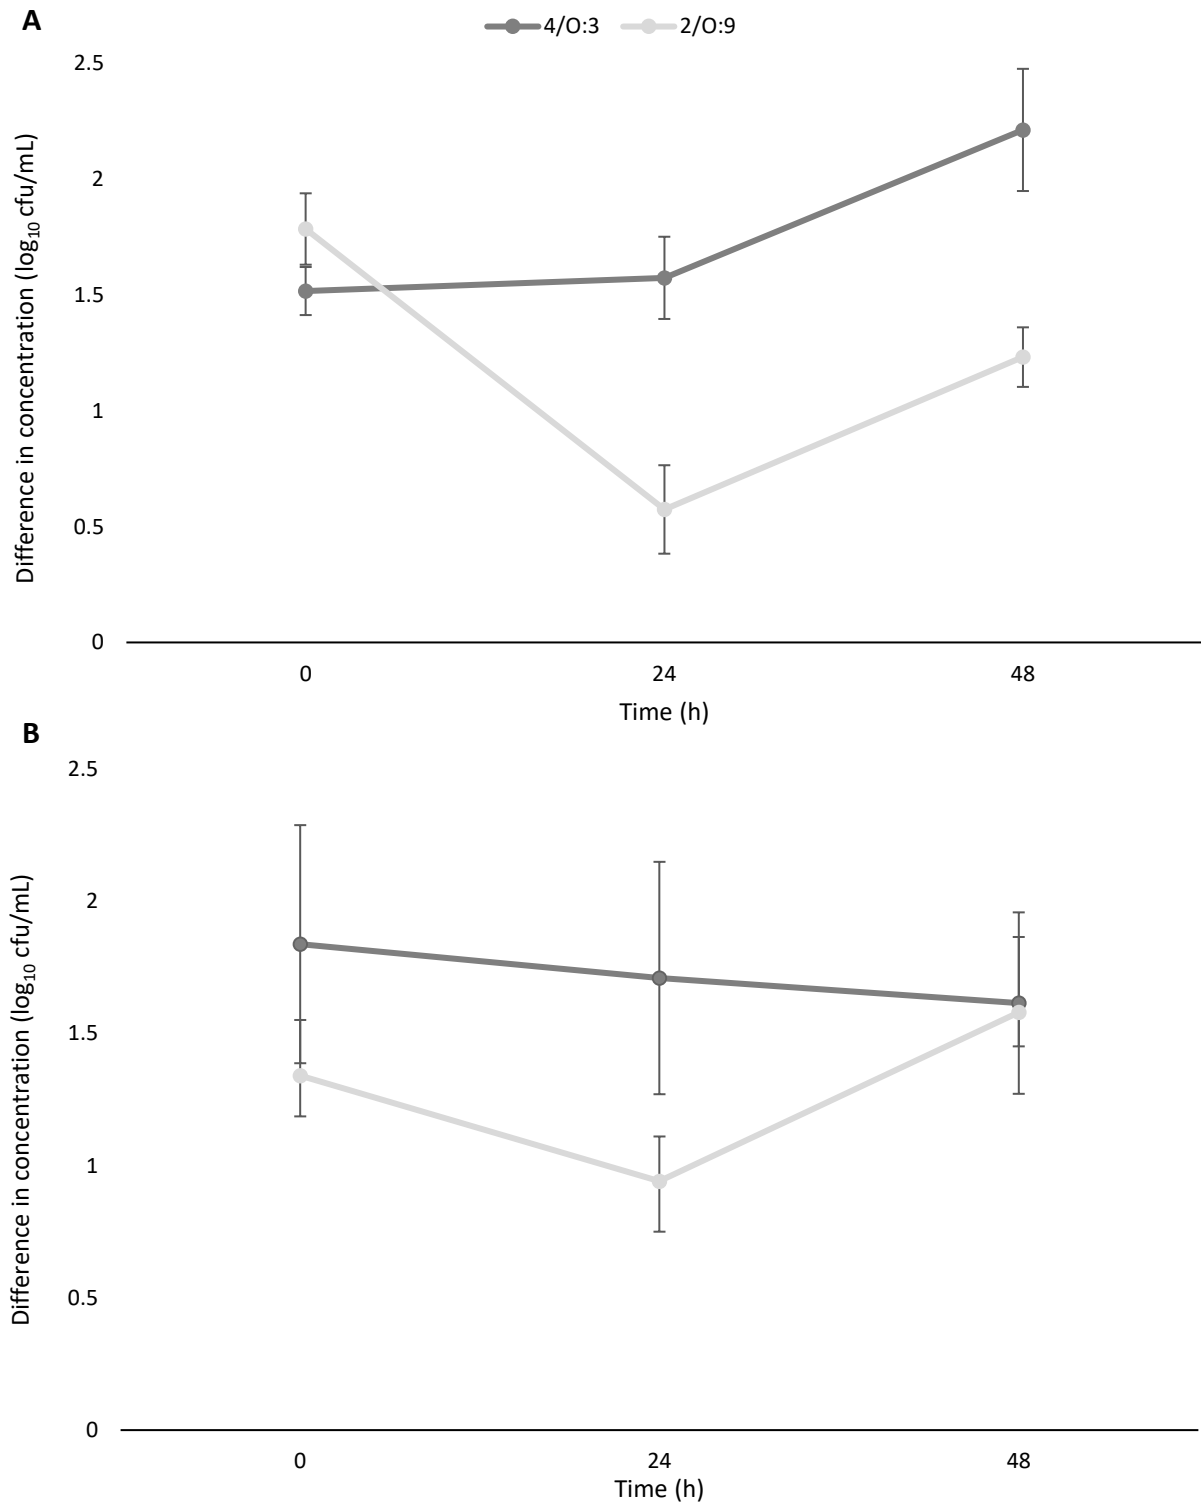 A
4/O:3 2/O:9
Difference in concentration (log₁₀ cfu/mL)
2.5
2
1.5
1
0.5
0
0 24 48
Time (h)
B
Difference in concentration (log₁₀ cfu/mL)
2.5
2
1.5
1
0.5
0
0 24 48
Time (h)